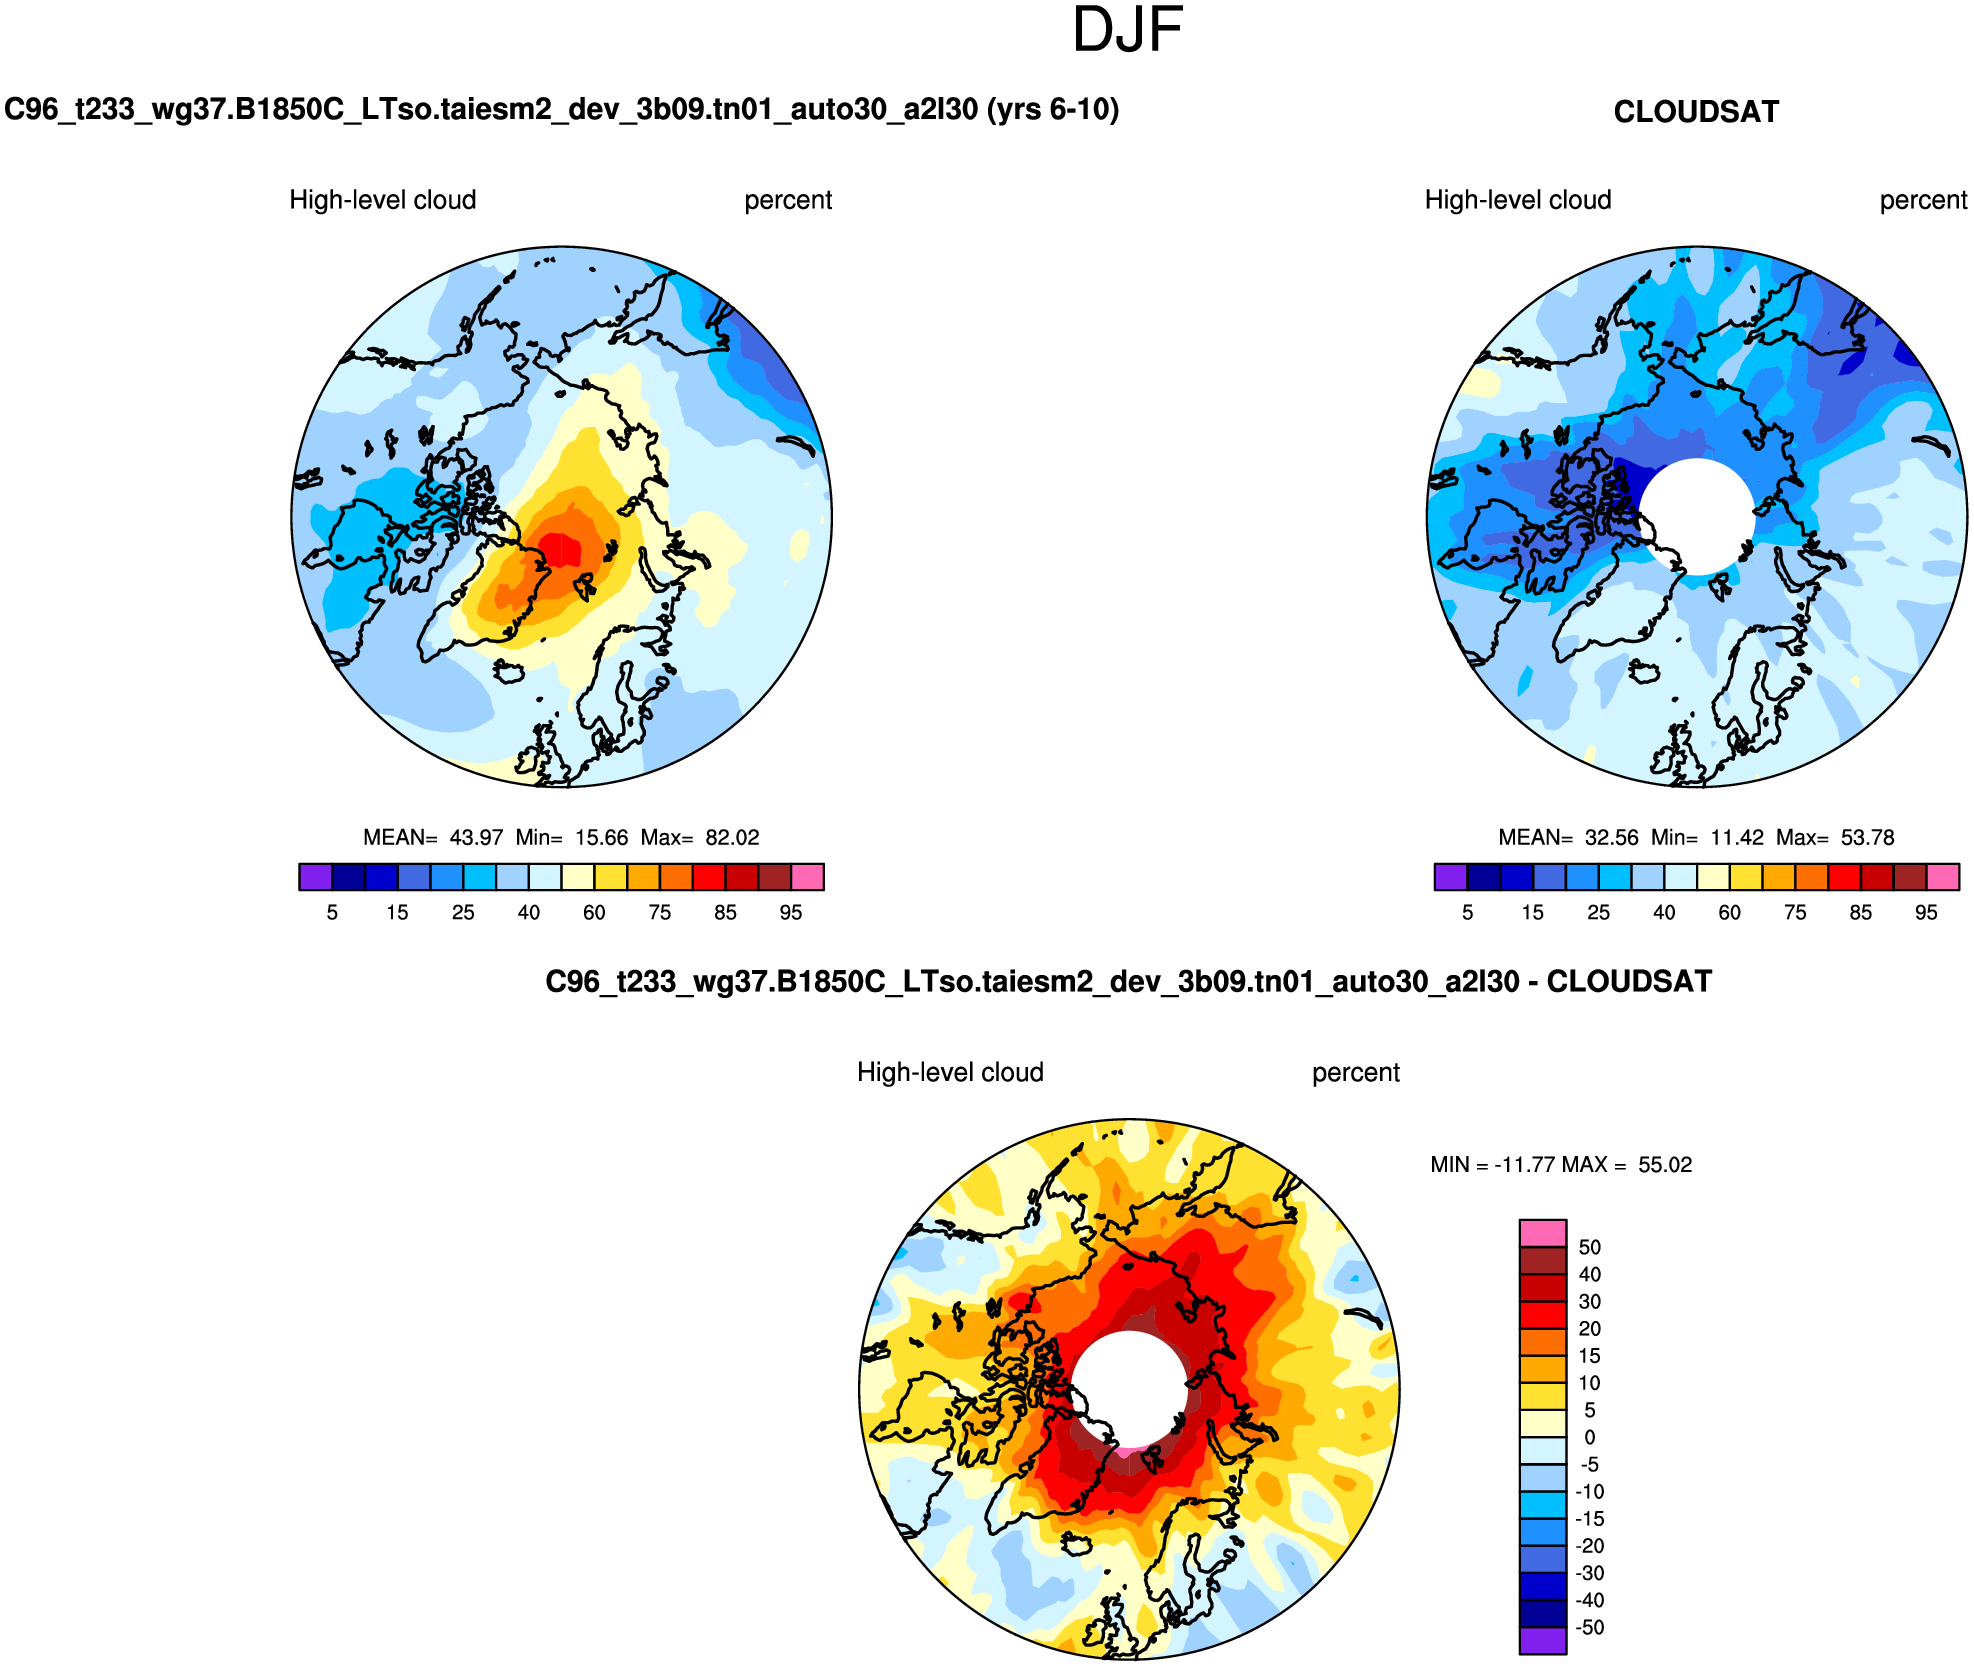 DJF
C96_t233_wg37.B1850C_LTso.taiesm2_dev_3b09.tn01_auto30_a2l30 (yrs 6-10)
CLOUDSAT
High-level cloud percent
High-level cloud percent
MEAN= 43.97 Min= 15.66 Max= 82.02
MEAN= 32.56 Min= 11.42 Max= 53.78
5 15 25 40 60 75 85 95
5 15 25 40 60 75 85 95
C96_t233_wg37.B1850C_LTso.taiesm2_dev_3b09.tn01_auto30_a2l30 - CLOUDSAT
High-level cloud percent
MIN = -11.77 MAX = 55.02
50
40
30
20
15
10
5
0
-5
-10
-15
-20
-30
-40
-50